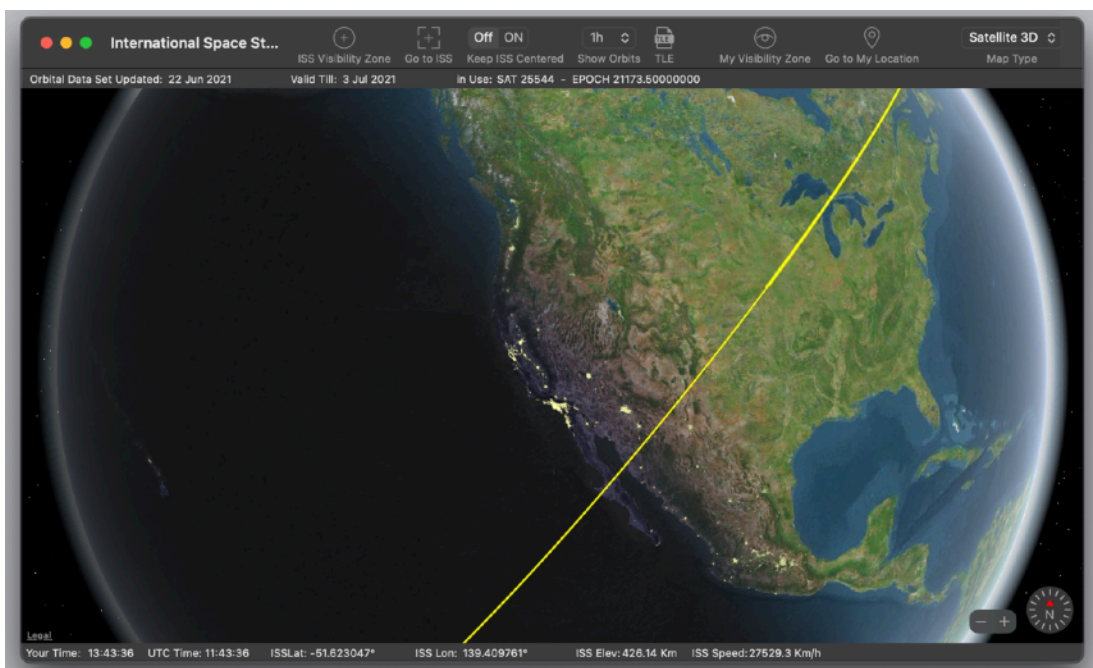 International Space St... Off ON 1h TLE Satellite 3D
ISS Visibility Zone Go to ISS Keep ISS Centered Show Orbits TLE My Visibility Zone Go to My Location Map Type
Orbital Data Set Updated: 22 Jun 2021 Valid Till: 3 Jul 2021 in Use: SAT 25544 - EPOCH 21173.50000000
N
Legal
Your Time: 13:43:36 UTC Time: 11:43:36 ISSLat: -51.623047° ISS Lon: 139.409761° ISS Elev: 426.14 Km ISS Speed: 27529.3 Km/h